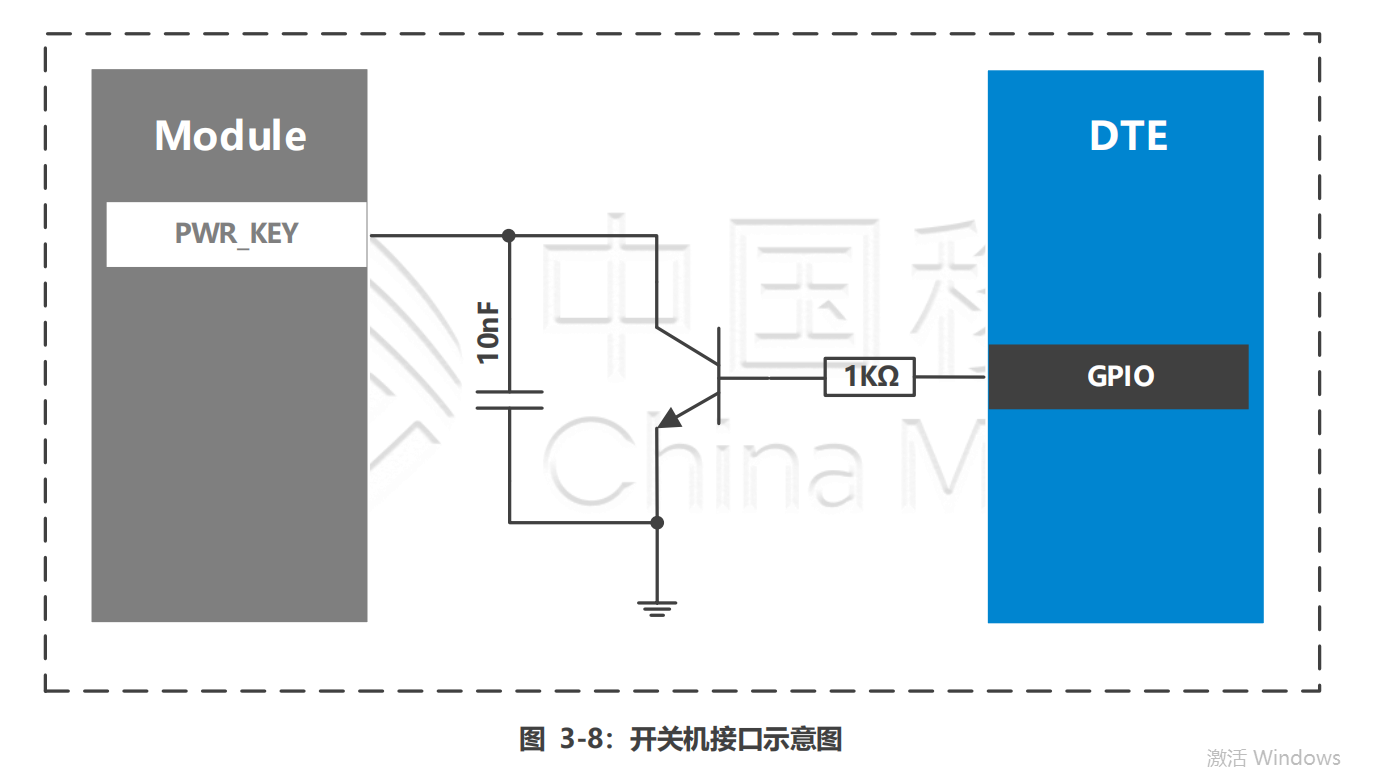 Module
DTE
PWR_KEY
中国移
10nF
1KΩ
GPIO
China M
图 3-8：开关机接口示意图
激活 Windows